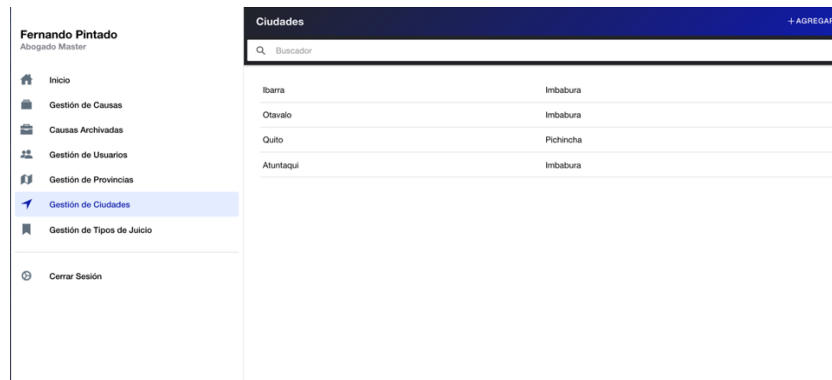 Fernando Pintado
Abogado Master
Inicio
Gestión de Causas
Causas Archivadas
Gestión de Usuarios
Gestión de Provincias
Gestión de Ciudades
Gestión de Tipos de Juicio
Cerrar Sesión
Ciudades
+ AGREGAR
Buscador
Ibarra Imbabura
Otavalo Imbabura
Quito Pichincha
Atuntaqui Imbabura